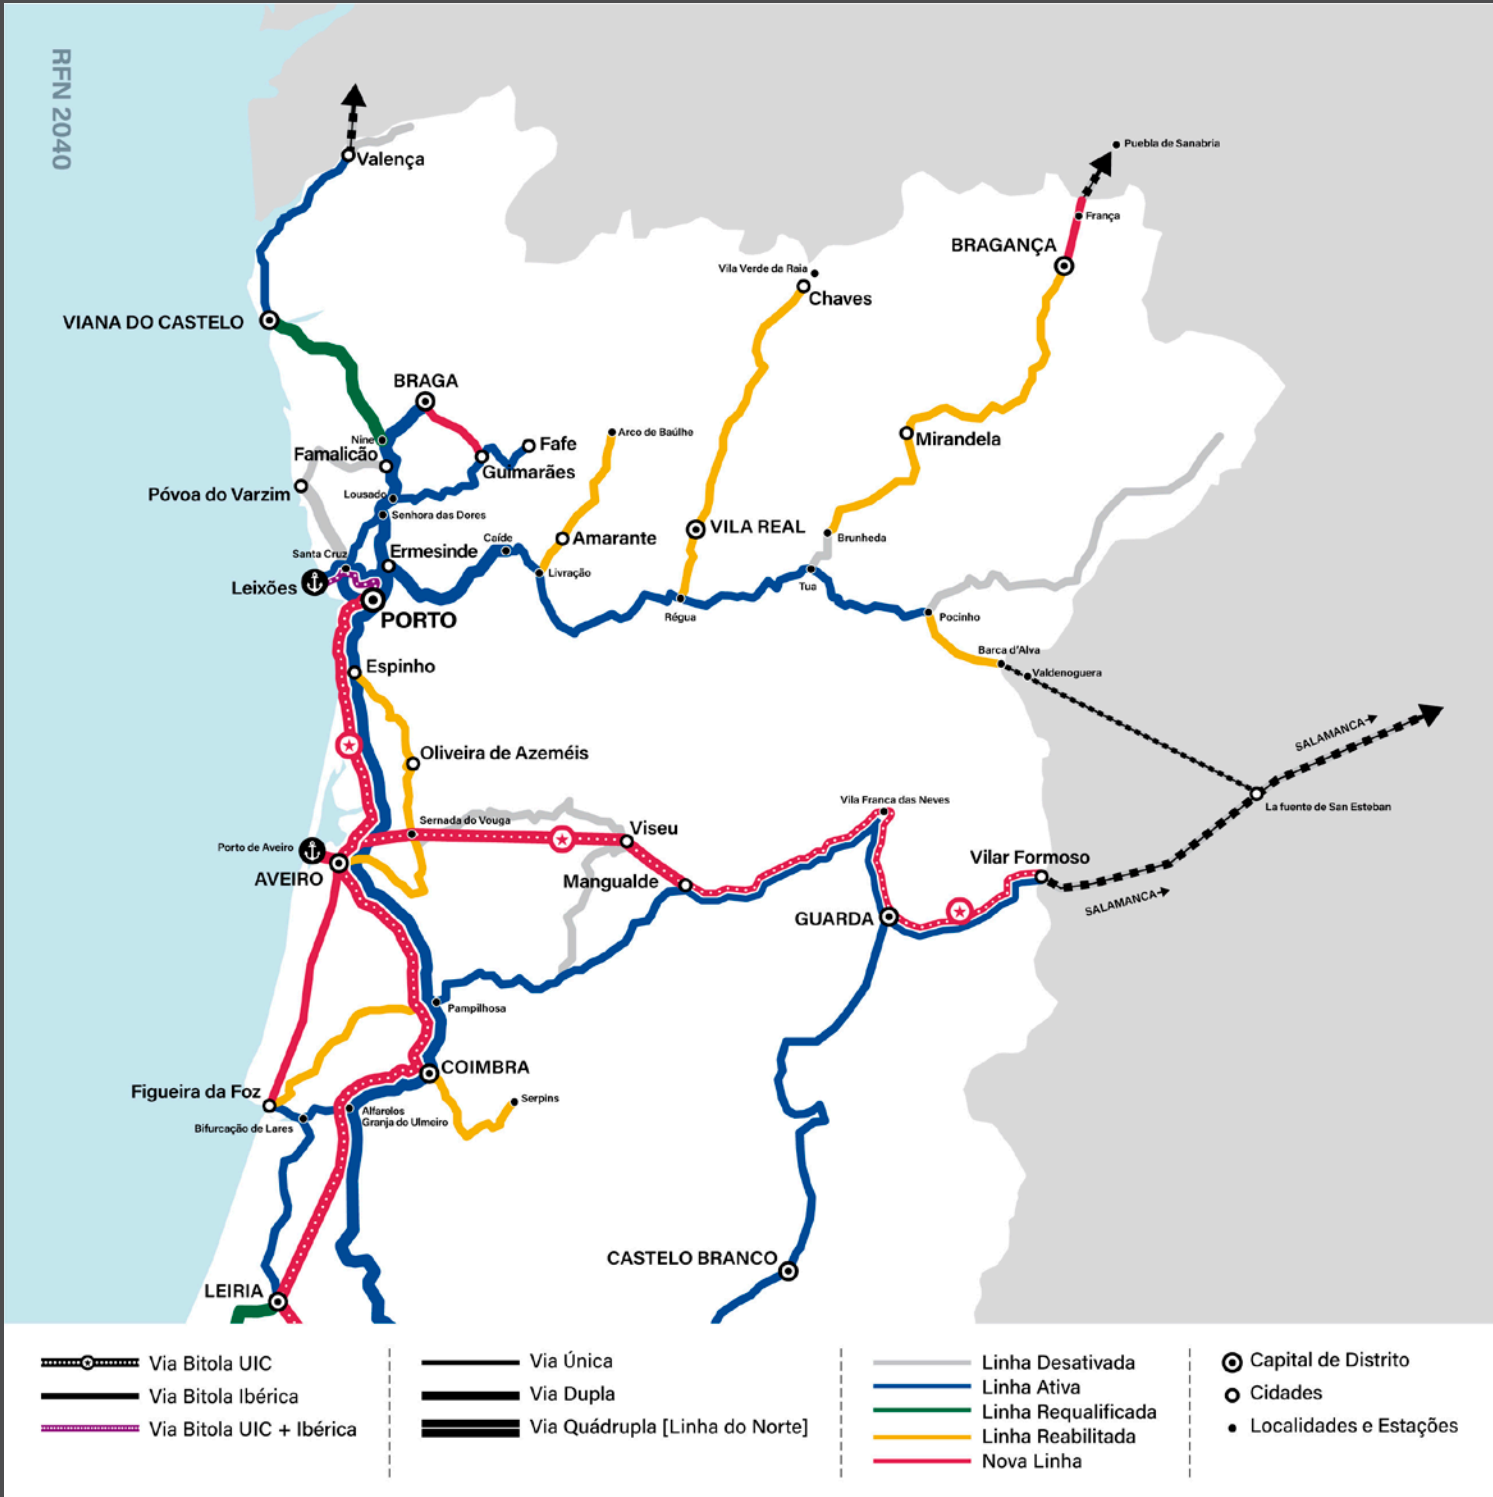 RFN 2040
Valença
Puebla de Sanabria
França
BRAGANÇA
Vila Verde da Raia
Chaves
VIANA DO CASTELO
BRAGA
Nine
Famalicão
Fafe
Guimarães
Arco de Baúlhe
Mirandela
Póvoa do Varzim
Lousado
Senhora das Dores
VILA REAL
Brunheda
Santa Cruz
Ermesinde
Caíde
Amarante
Livração
Leixões
PORTO
Régua
Tua
Pocinho
Espinho
Barca d'Alva
Valdenoguera
SALAMANCA
Oliveira de Azeméis
La fuente de San Esteban
Vila Franca das Neves
Sernada do Vouga
Viseu
Porto de Aveiro
AVEIRO
Mangualde
Vilar Formoso
SALAMANCA
GUARDA
Pampilhosa
COIMBRA
Figueira da Foz
Serpins
Alfarelos
Granja do Ulmeiro
Bifurcação de Lares
CASTELO BRANCO
LEIRIA
Via Bitola UIC
Via Bitola Ibérica
Via Bitola UIC + Ibérica
Via Única
Via Dupla
Via Quádrupla [Linha do Norte]
Linha Desativada
Linha Ativa
Linha Requalificada
Linha Reabilitada
Nova Linha
Capital de Distrito
Cidades
Localidades e Estações